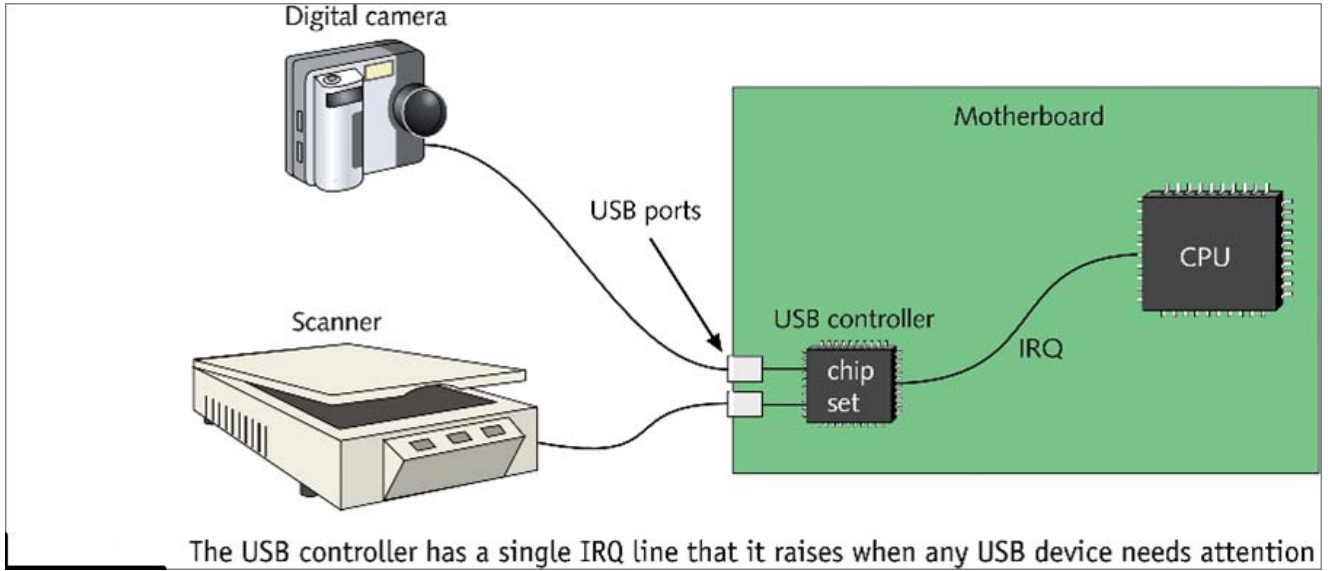 Digital camera
Motherboard
USB ports
CPU
Scanner
USB controller
IRQ
chip
set
The USB controller has a single IRQ line that it raises when any USB device needs attention